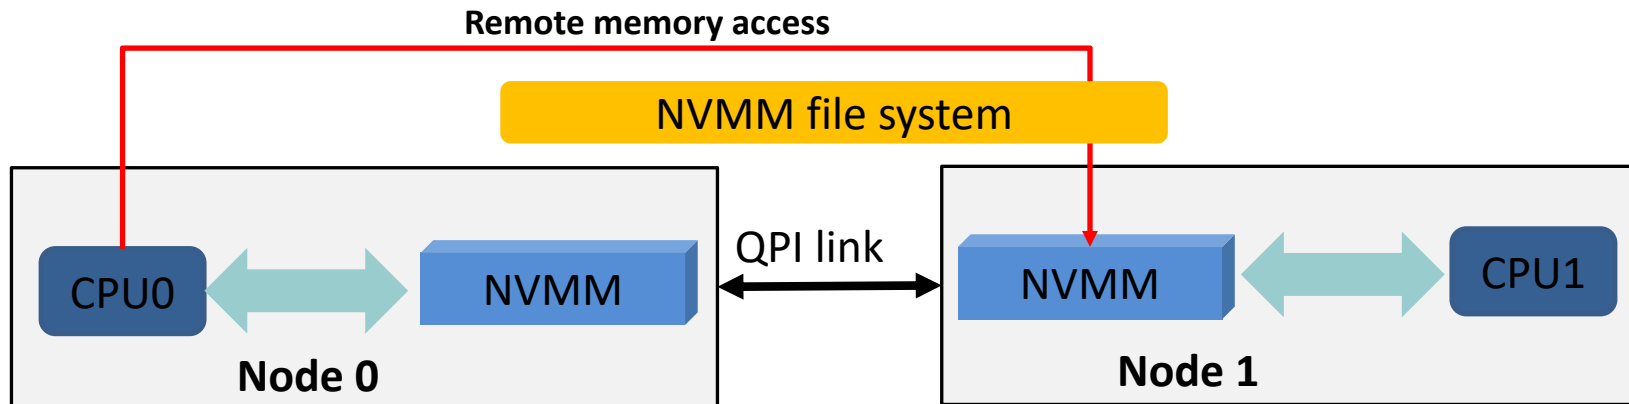 Remote memory access
NVMM file system
QPI link
CPU0
NVMM
NVMM
CPU1
Node 0
Node 1